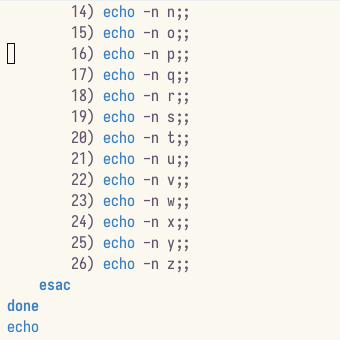 14) echo -n n;;
        15) echo -n o;;
        16) echo -n p;;
        17) echo -n q;;
        18) echo -n r;;
        19) echo -n s;;
        20) echo -n t;;
        21) echo -n u;;
        22) echo -n v;;
        23) echo -n w;;
        24) echo -n x;;
        25) echo -n y;;
        26) echo -n z;;
    esac
done
echo